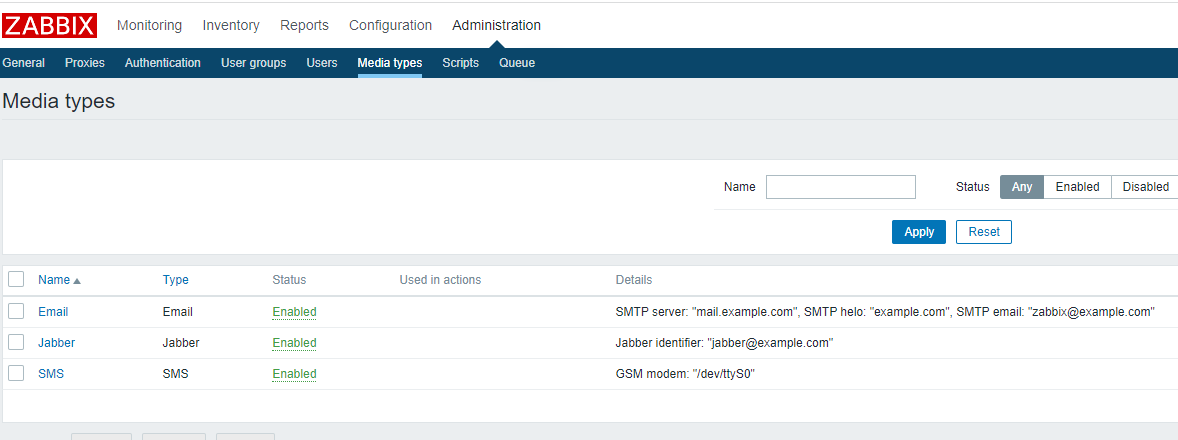 ZABBIX Monitoring Inventory Reports Configuration Administration
General Proxies Authentication User groups Users Media types Scripts Queue
Media types
Name Status Any Enabled Disabled
Apply Reset
Name Type Status Used in actions Details
Email Email Enabled SMTP server: "mail.example.com", SMTP helo: "example.com", SMTP email: "zabbix@example.com"
Jabber Jabber Enabled Jabber identifier: "jabber@example.com"
SMS SMS Enabled GSM modem: "/dev/ttyS0"